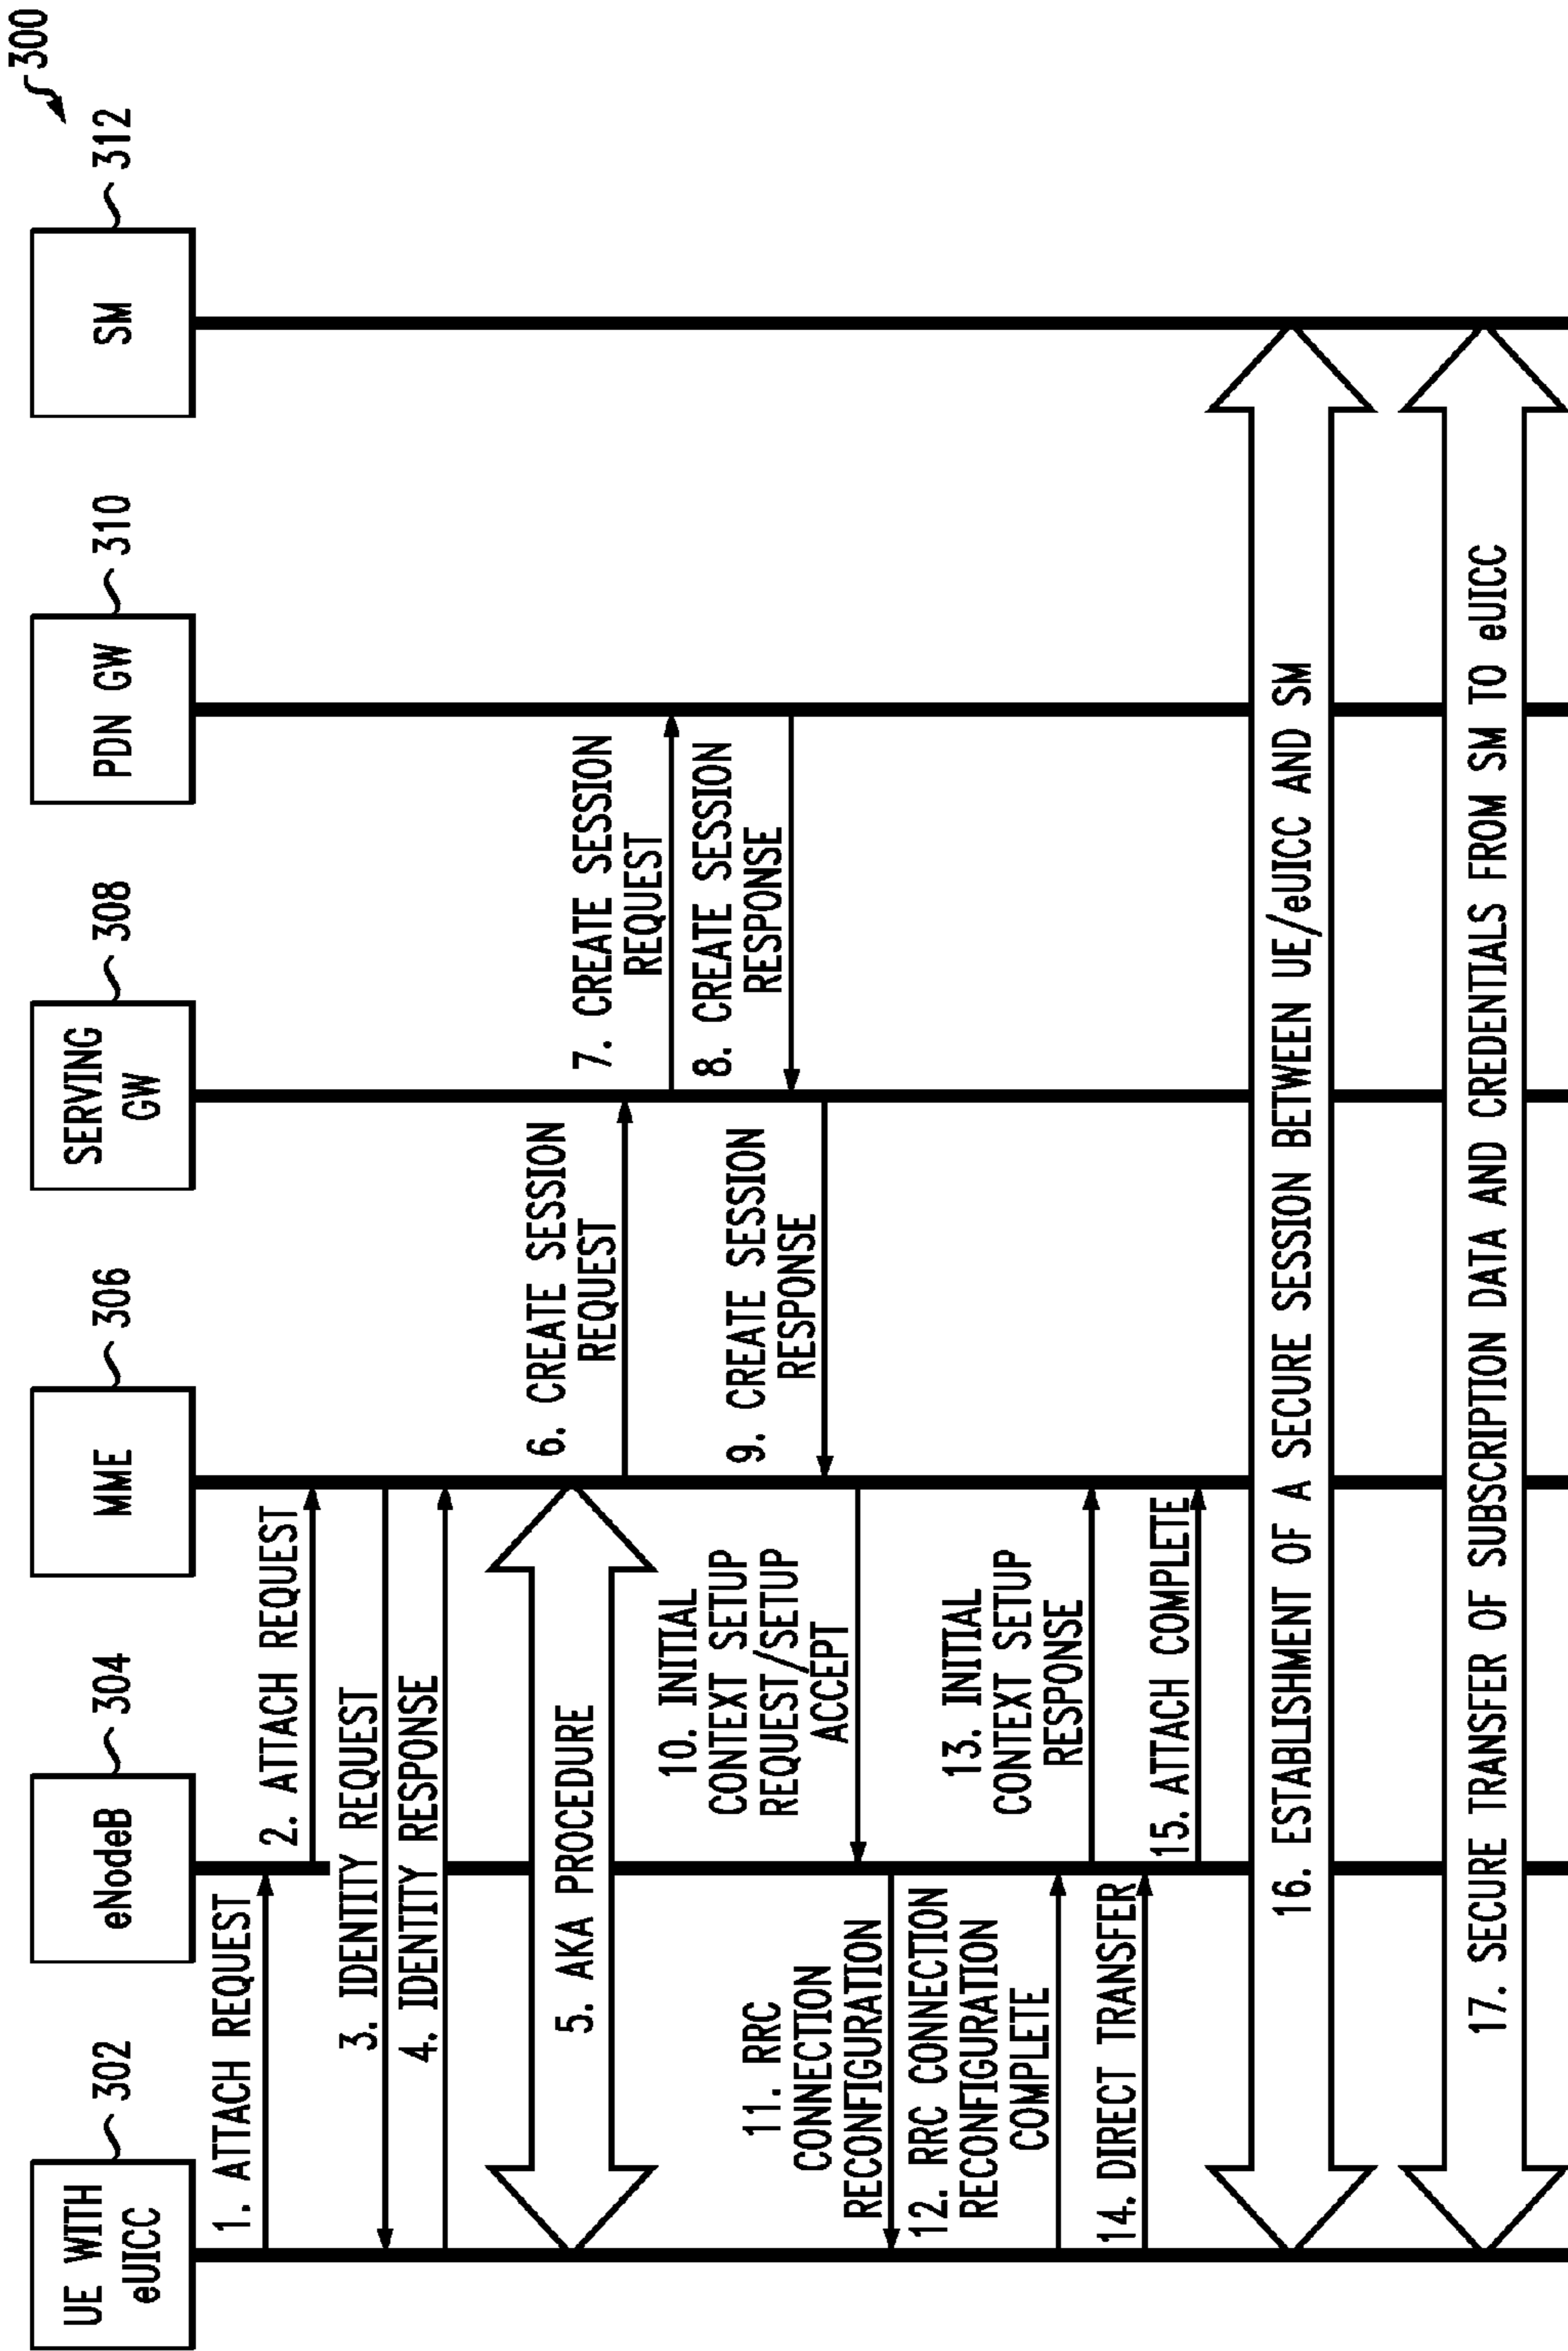 300
UE WITH
eUICC
302
eNodeB
304
MME
306
SERVING
GW
308
PDN GW
310
SM
312
1. ATTACH REQUEST
2. ATTACH REQUEST
3. IDENTITY REQUEST
4. IDENTITY RESPONSE
5. AKA PROCEDURE
6. CREATE SESSION
REQUEST
7. CREATE SESSION
REQUEST
8. CREATE SESSION
RESPONSE
9. CREATE SESSION
RESPONSE
10. INITIAL
CONTEXT SETUP
REQUEST/SETUP
ACCEPT
11. RRC
CONNECTION
RECONFIGURATION
12. RRC CONNECTION
RECONFIGURATION
COMPLETE
13. INITIAL
CONTEXT SETUP
RESPONSE
14. DIRECT TRANSFER
15. ATTACH COMPLETE
16. ESTABLISHMENT OF A SECURE SESSION BETWEEN UE/eUICC AND SM
17. SECURE TRANSFER OF SUBSCRIPTION DATA AND CREDENTIALS FROM SM TO eUICC